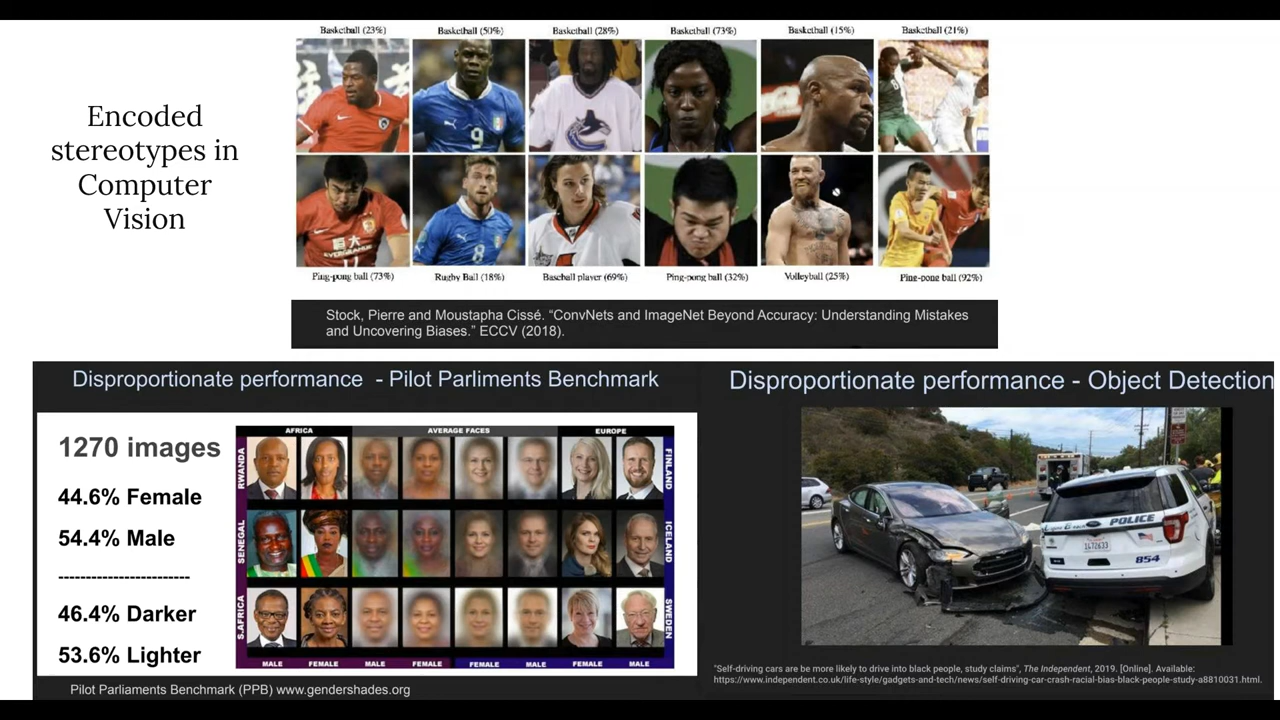 Encoded
stereotypes in
Computer
Vision
Basketball (23%)
Basketball (50%)
Basketball (28%)
Basketball (73%)
Basketball (15%)
Basketball (21%)
9
8
Ping-pong ball (73%)
Rugby Ball (18%)
Baseball player (69%)
Ping-pong ball (32%)
Volleyball (25%)
Ping-pong ball (92%)
Stock, Pierre and Moustapha Cissé. “ConvNets and ImageNet Beyond Accuracy: Understanding Mistakes
and Uncovering Biases.” ECCV (2018).
Disproportionate performance - Pilot Parliments Benchmark
1270 images
44.6% Female
54.4% Male
------------------------
46.4% Darker
53.6% Lighter
AFRICA
AVERAGE FACES
EUROPE
RWANDA
FINLAND
SENEGAL
ICELAND
S.AFRICA
SWEDEN
MALE
FEMALE
MALE
FEMALE
FEMALE
MALE
FEMALE
MALE
Pilot Parliaments Benchmark (PPB) www.gendershades.org
Disproportionate performance - Object Detection
POLICE
854
"Self-driving cars are be more likely to drive into black people, study claims", The Independent, 2019. [Online]. Available:
https://www.independent.co.uk/life-style/gadgets-and-tech/news/self-driving-car-crash-racial-bias-black-people-study-a8810031.html.